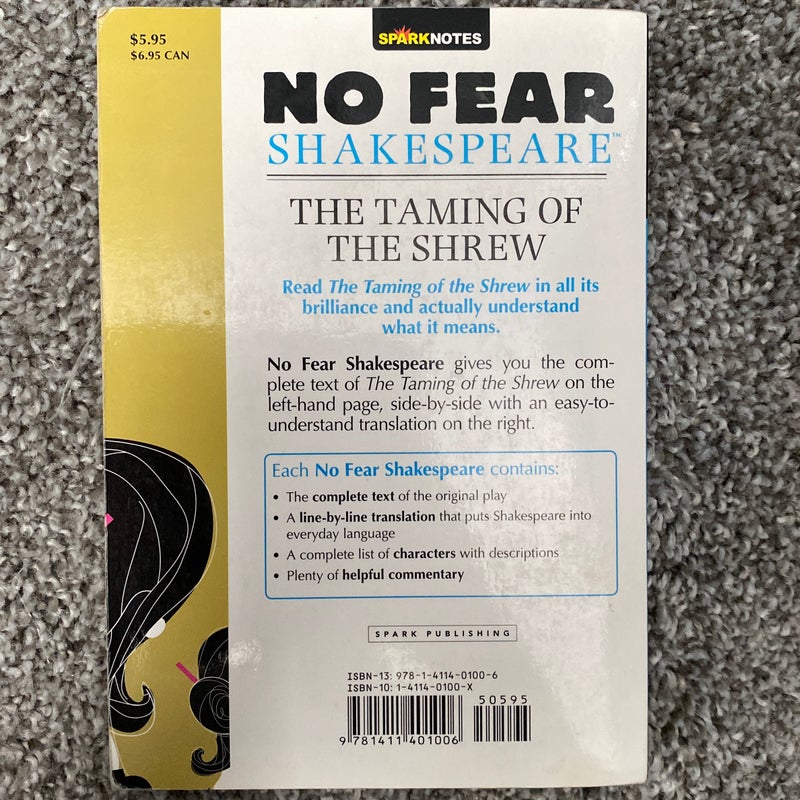 $5.95
$6.95 CAN
SPARKNOTES
NO FEAR
SHAKESPEARE™
THE TAMING OF
THE SHREW
Read The Taming of the Shrew in all its
brilliance and actually understand
what it means.
No Fear Shakespeare gives you the com-
plete text of The Taming of the Shrew on the
left-hand page, side-by-side with an easy-to-
understand translation on the right.
Each No Fear Shakespeare contains:
• The complete text of the original play
• A line-by-line translation that puts Shakespeare into
everyday language
• A complete list of characters with descriptions
• Plenty of helpful commentary
SPARK PUBLISHING
ISBN-13: 978-1-4114-0100-6
ISBN-10: 1-4114-0100-X
50595
9 781411 401006